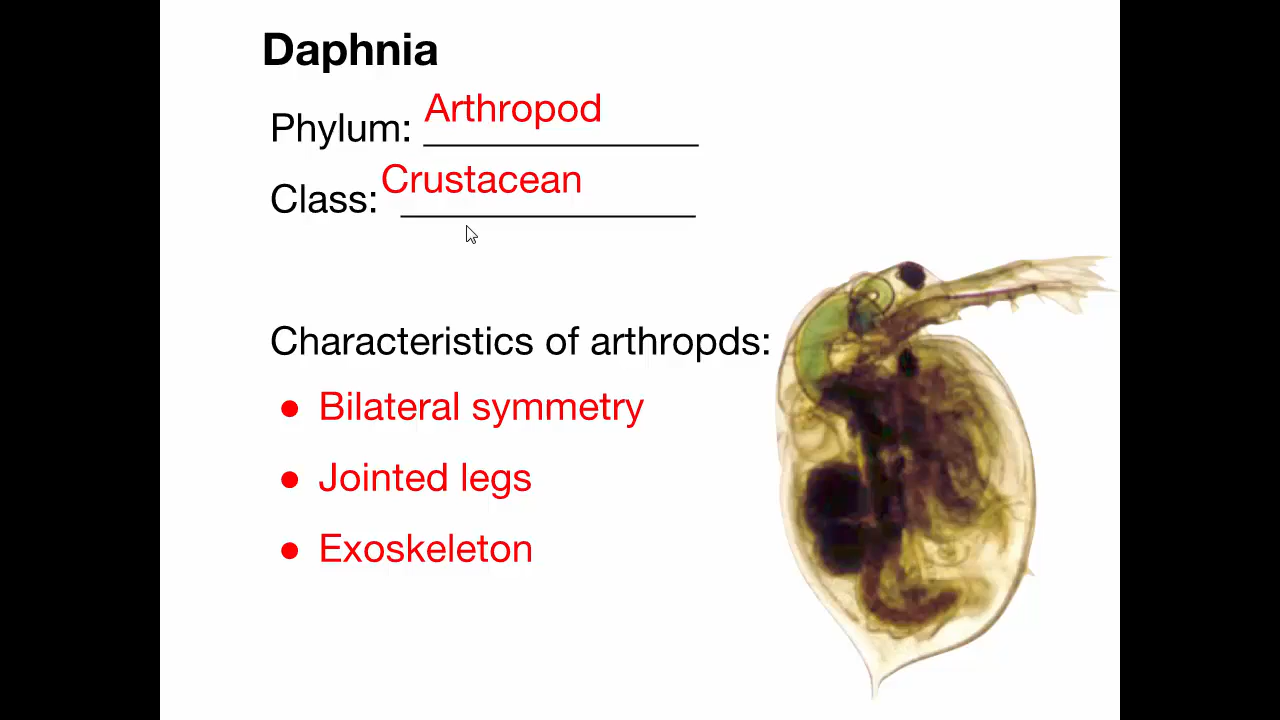 Daphnia
Phylum: Arthropod
Class: Crustacean
Characteristics of arthropds:
● Bilateral symmetry
● Jointed legs
● Exoskeleton